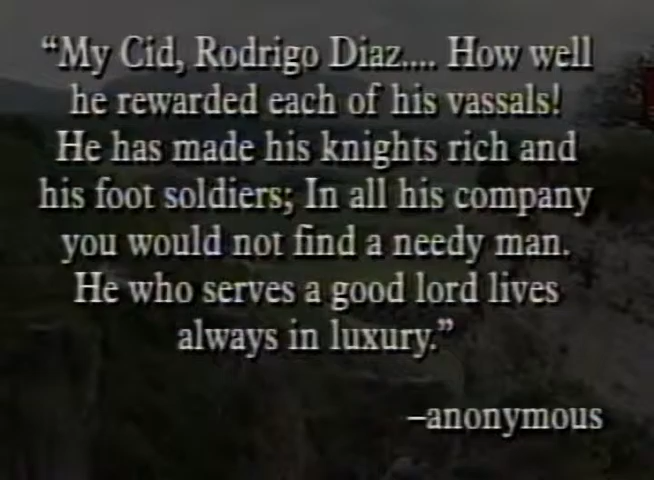 “My Cid, Rodrigo Diaz.... How well
he rewarded each of his vassals!
He has made his knights rich and
his foot soldiers; In all his company
you would not find a needy man.
He who serves a good lord lives
always in luxury.”
–anonymous